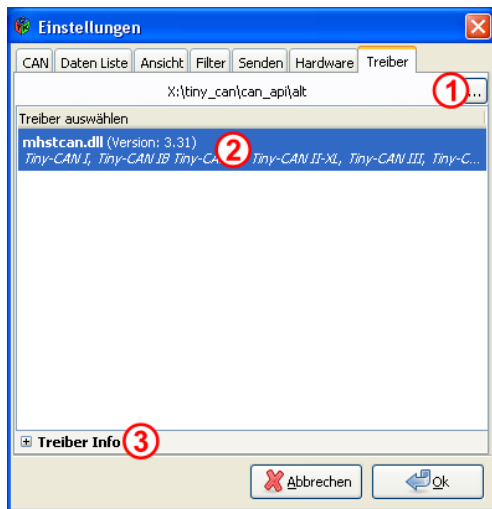 Einstellungen
CAN Daten Liste Ansicht Filter Senden Hardware Treiber
X:\tiny_can\can_api\alt 1 ...
Treiber auswählen
mhstcan.dll (Version: 3.31) 2
Tiny-CAN I, Tiny-CAN IB Tiny-CA Tiny-CAN II-XL, Tiny-CAN III, Tiny-C...
Treiber Info 3
Abbrechen Ok